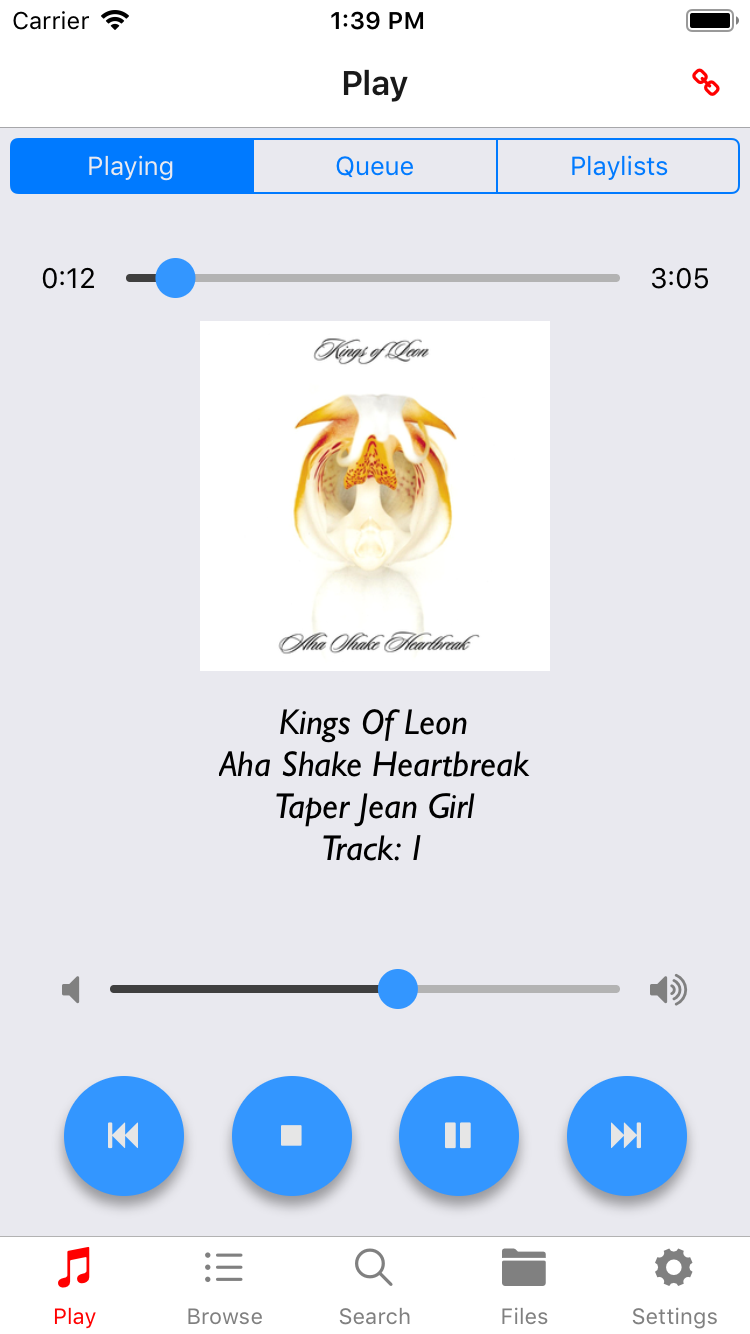 Carrier 1:39 PM
Play
Playing Queue Playlists
0:12 3:05
Kings of Leon
Aha Shake Heartbreak
Kings Of Leon
Aha Shake Heartbreak
Taper Jean Girl
Track: 1
Play Browse Search Files Settings